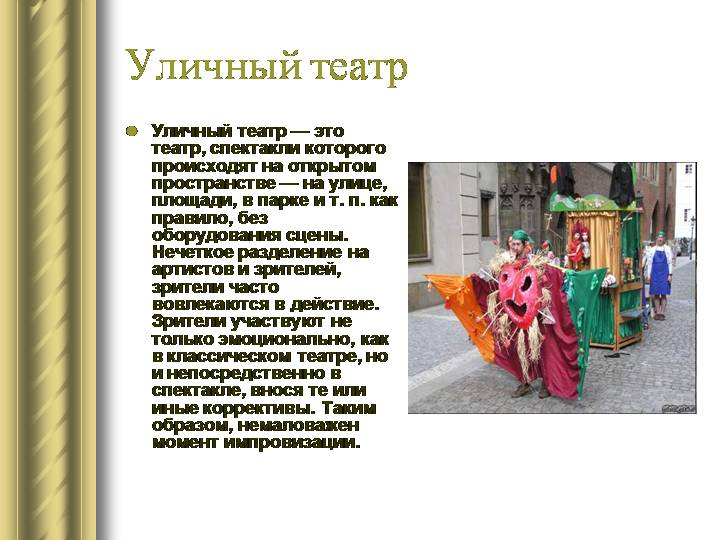 Уличный театр
Уличный театр — это
театр, спектакли которого
происходят на открытом
пространстве — на улице,
площади, в парке и т. п. как
правило, без
оборудования сцены.
Нечеткое разделение на
артистов и зрителей,
зрители часто
вовлекаются в действие.
Зрители участвуют не
только эмоционально, как
в классическом театре, но
и непосредственно в
спектакле, внося те или
иные коррективы. Таким
образом, немаловажен
момент импровизации.